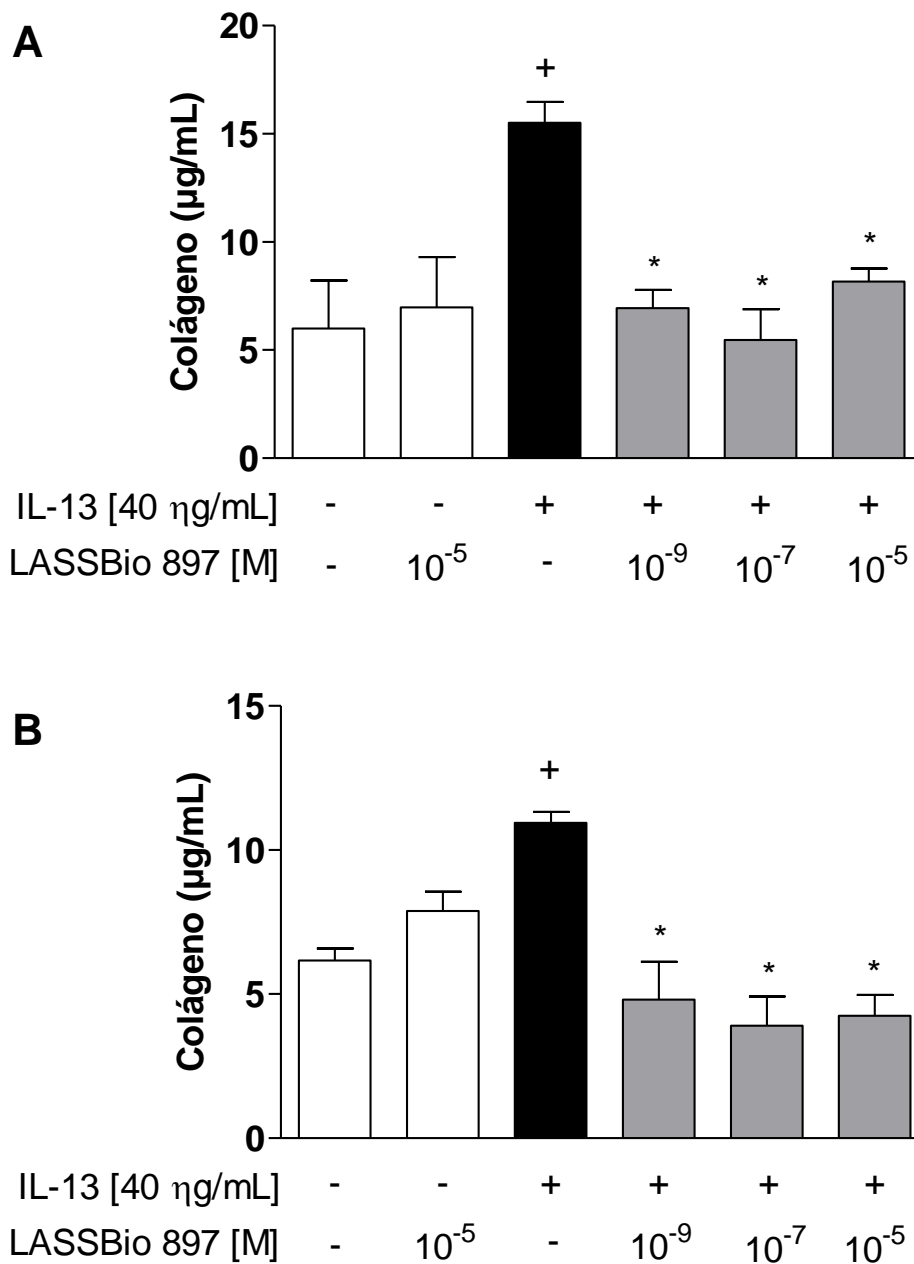 A
Colágeno (µg/mL)
20
15
10
5
0
+
*
*
*
IL-13 [40 ηg/mL] - - + + + +
LASSBio 897 [M] - 10⁻⁵ - 10⁻⁹ 10⁻⁷ 10⁻⁵
B
Colágeno (µg/mL)
15
10
5
0
+
*
*
*
IL-13 [40 ηg/mL] - - + + + +
LASSBio 897 [M] - 10⁻⁵ - 10⁻⁹ 10⁻⁷ 10⁻⁵